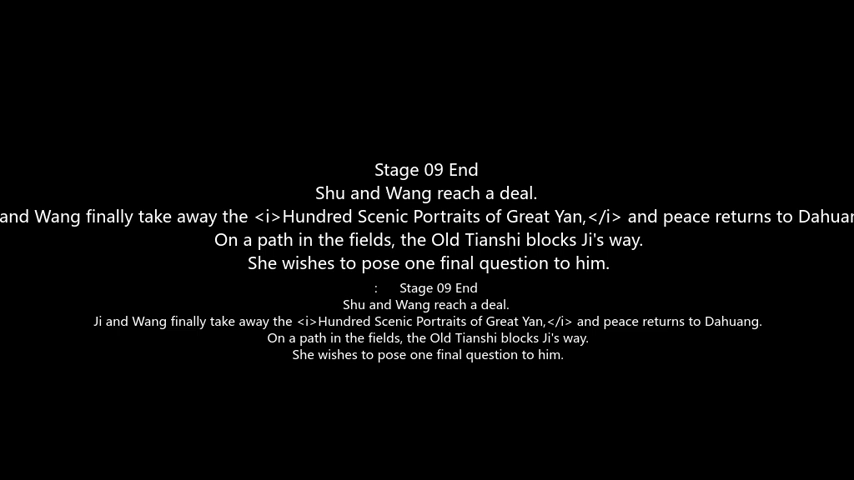 Stage 09 End
Shu and Wang reach a deal.
and Wang finally take away the <i>Hundred Scenic Portraits of Great Yan,</i> and peace returns to Dahuan
On a path in the fields, the Old Tianshi blocks Ji's way.
She wishes to pose one final question to him.
: Stage 09 End
Shu and Wang reach a deal.
Ji and Wang finally take away the <i>Hundred Scenic Portraits of Great Yan,</i> and peace returns to Dahuang.
On a path in the fields, the Old Tianshi blocks Ji's way.
She wishes to pose one final question to him.